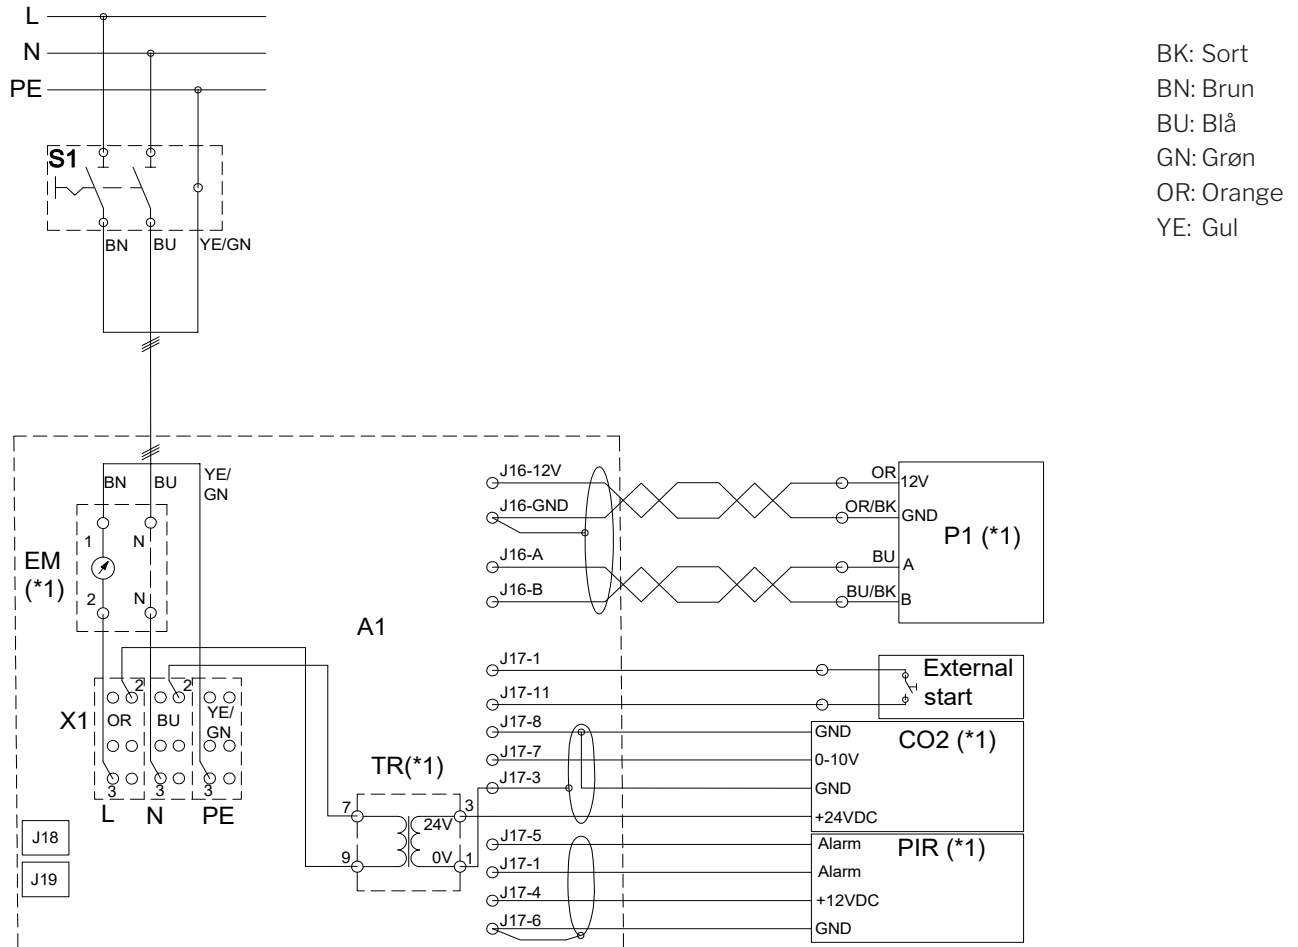 L
N
PE
S1
BN BU YE/GN
BK: Sort
BN: Brun
BU: Blå
GN: Grøn
OR: Orange
YE: Gul
BN BU YE/
GN
1 N
EM
(*1)
2 N
A1
2 2
X1 OR BU YE/
GN
3 3 3
L N PE
J18
J19
TR(*1)
7 3
24V
9 0V 1
J16-12V OR 12V
J16-GND OR/BK GND
P1 (*1)
J16-A BU A
J16-B BU/BK B
J17-1 External
J17-11 start
J17-8 GND
CO2 (*1)
J17-7 0-10V
J17-3 GND
+24VDC
J17-5 Alarm
PIR (*1)
J17-1 Alarm
J17-4 +12VDC
J17-6 GND